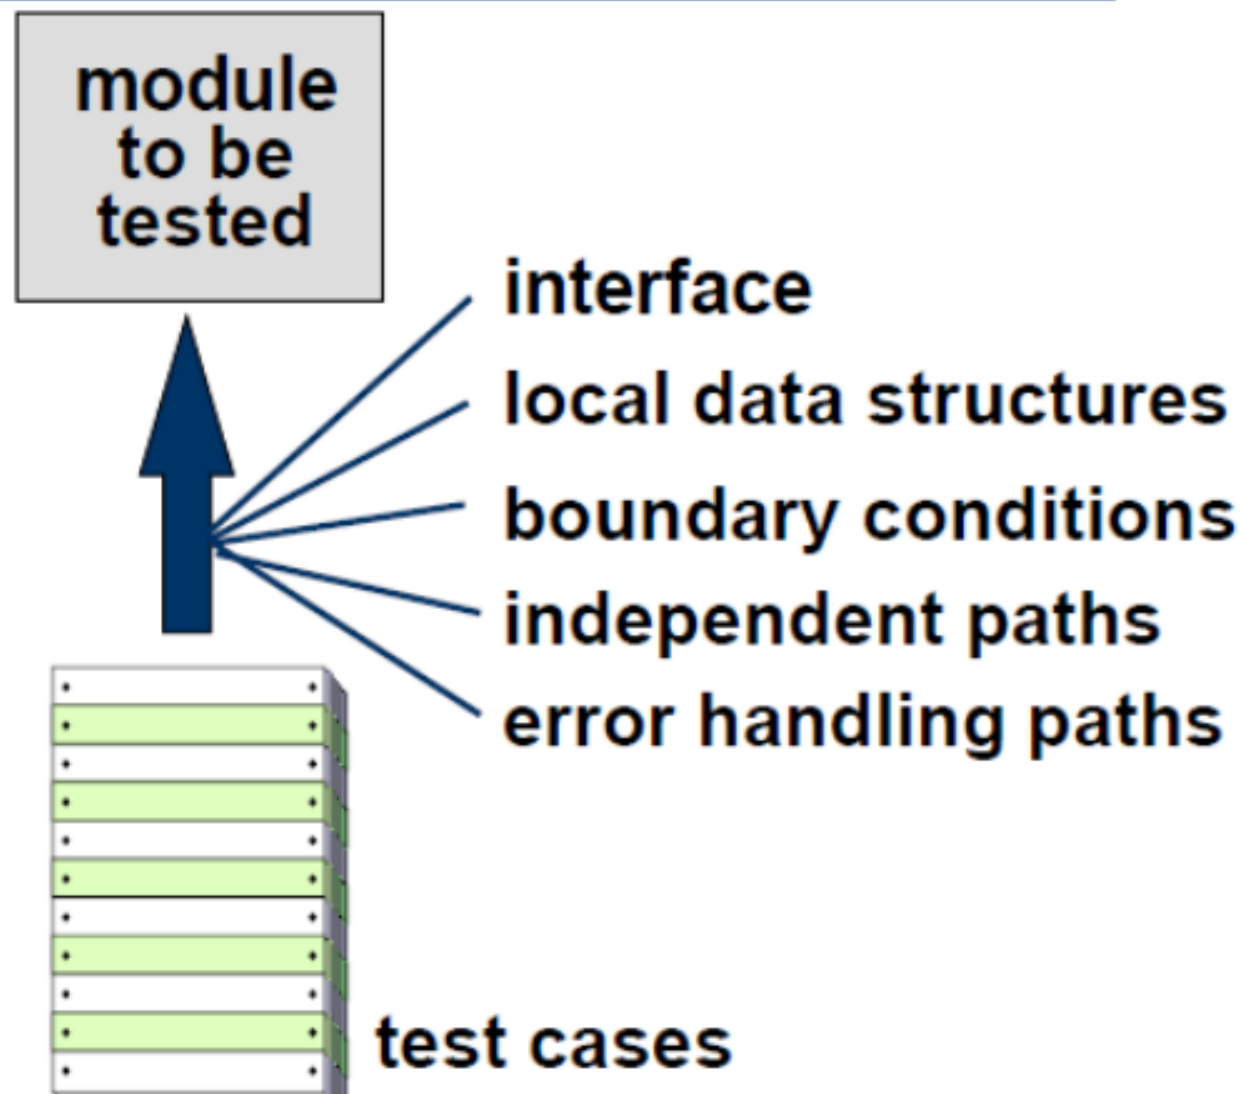 module
to be
tested
interface
local data structures
boundary conditions
independent paths
error handling paths
test cases